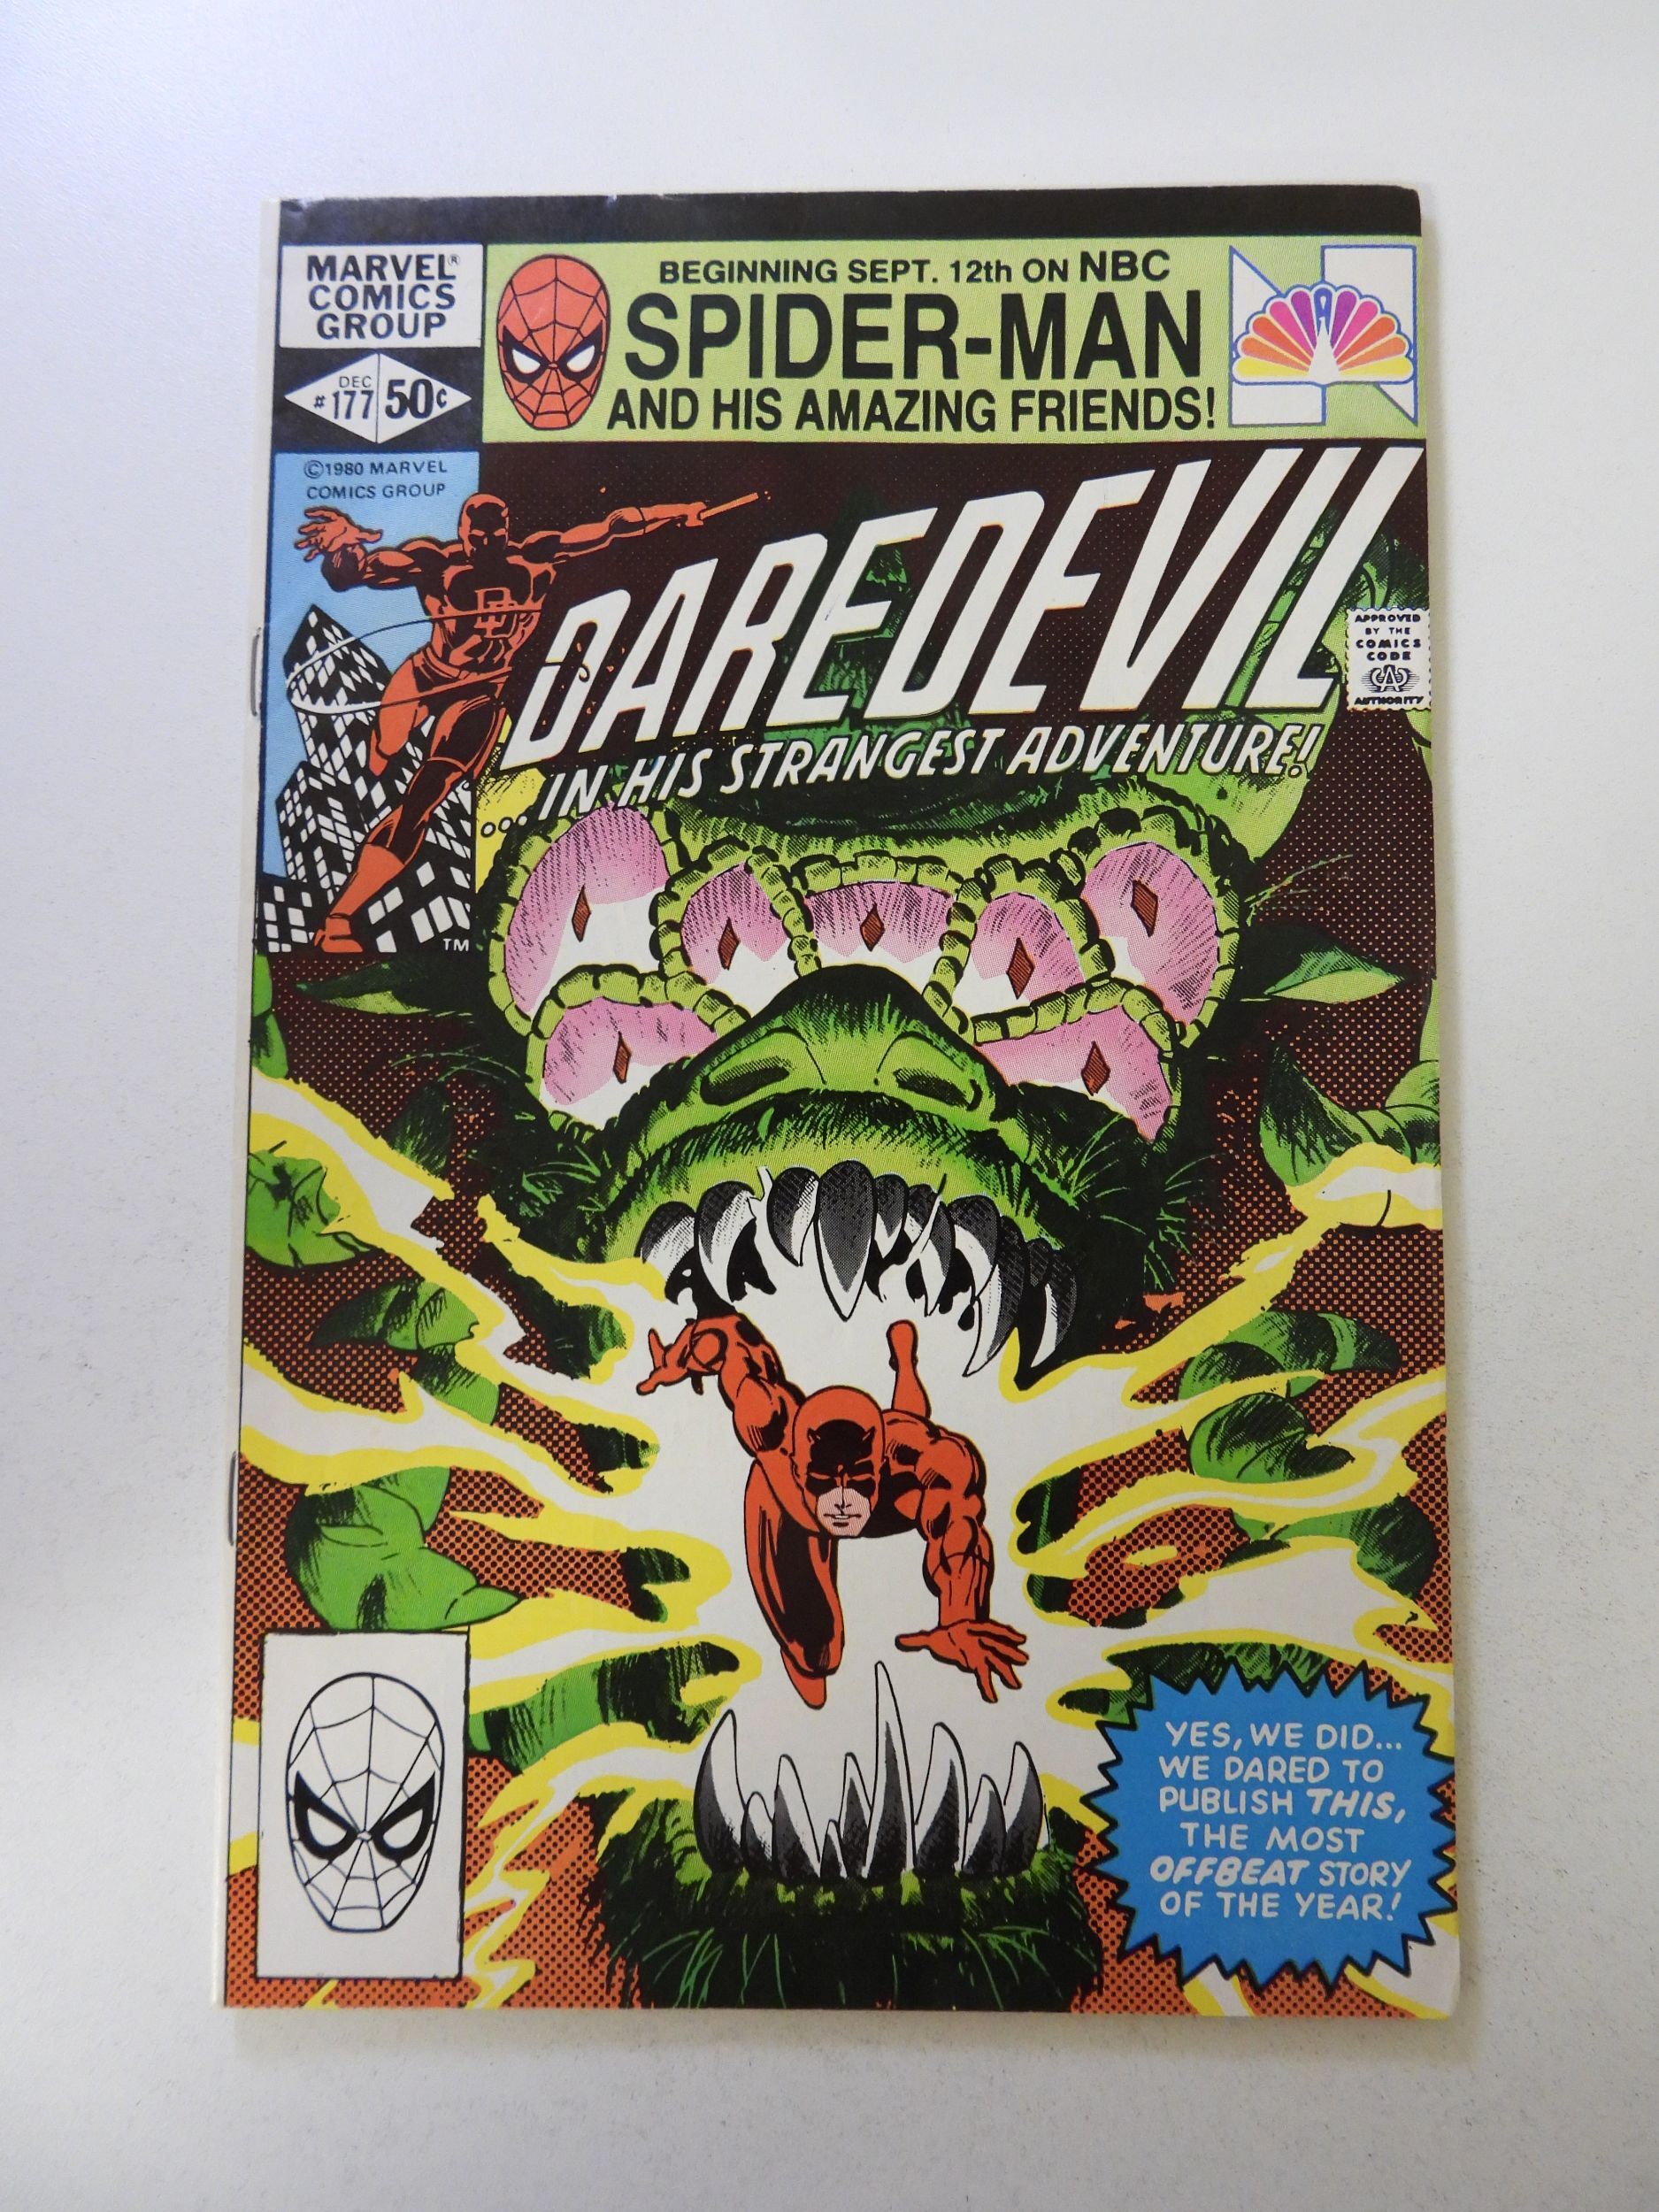 MARVEL®
COMICS
GROUP
DEC
#177
50¢
BEGINNING SEPT. 12th ON NBC
SPIDER-MAN
AND HIS AMAZING FRIENDS!
©1980 MARVEL
COMICS GROUP
DD
TM
DAREDEVIL
...IN HIS STRANGEST ADVENTURE!
APPROVED
BY THE
COMICS
CODE
CA
AUTHORITY
YES, WE DID...
WE DARED TO
PUBLISH THIS,
THE MOST
OFFBEAT STORY
OF THE YEAR!